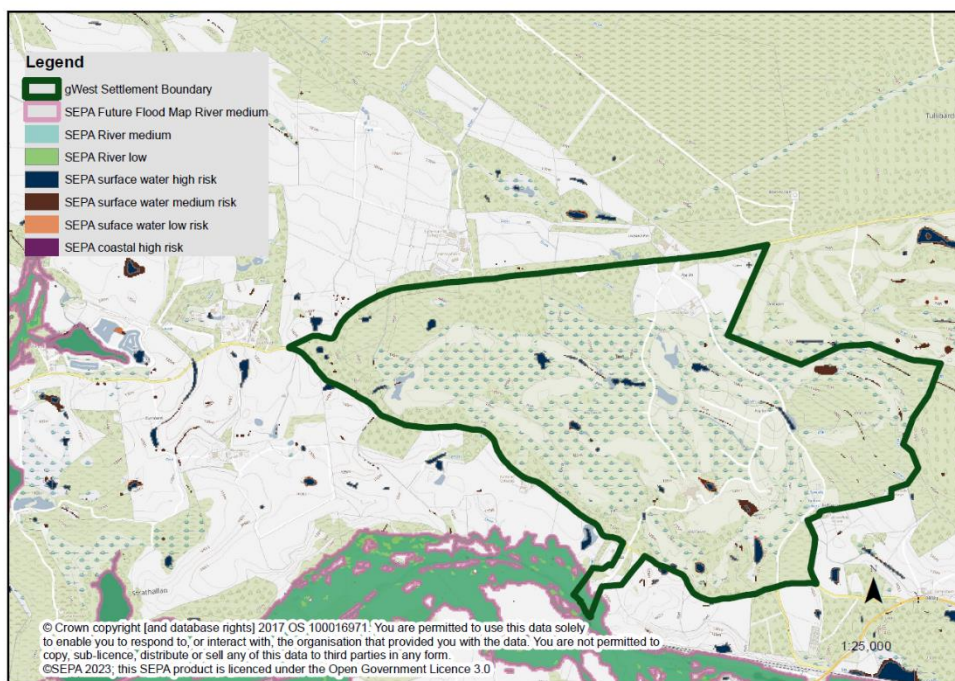 Legend
gWest Settlement Boundary
SEPA Future Flood Map River medium
SEPA River medium
SEPA River low
SEPA surface water high risk
SEPA surface water medium risk
SEPA suface water low risk
SEPA coastal high risk
Strathallan
N
© Crown copyright [and database rights] 2017 OS 100016971. You are permitted to use this data solely
to enable you to respond to, or interact with, the organisation that provided you with the data. You are not permitted to
copy, sub-licence, distribute or sell any of this data to third parties in any form
©SEPA 2023; this SEPA product is licenced under the Open Government Licence 3.0
1:25,000